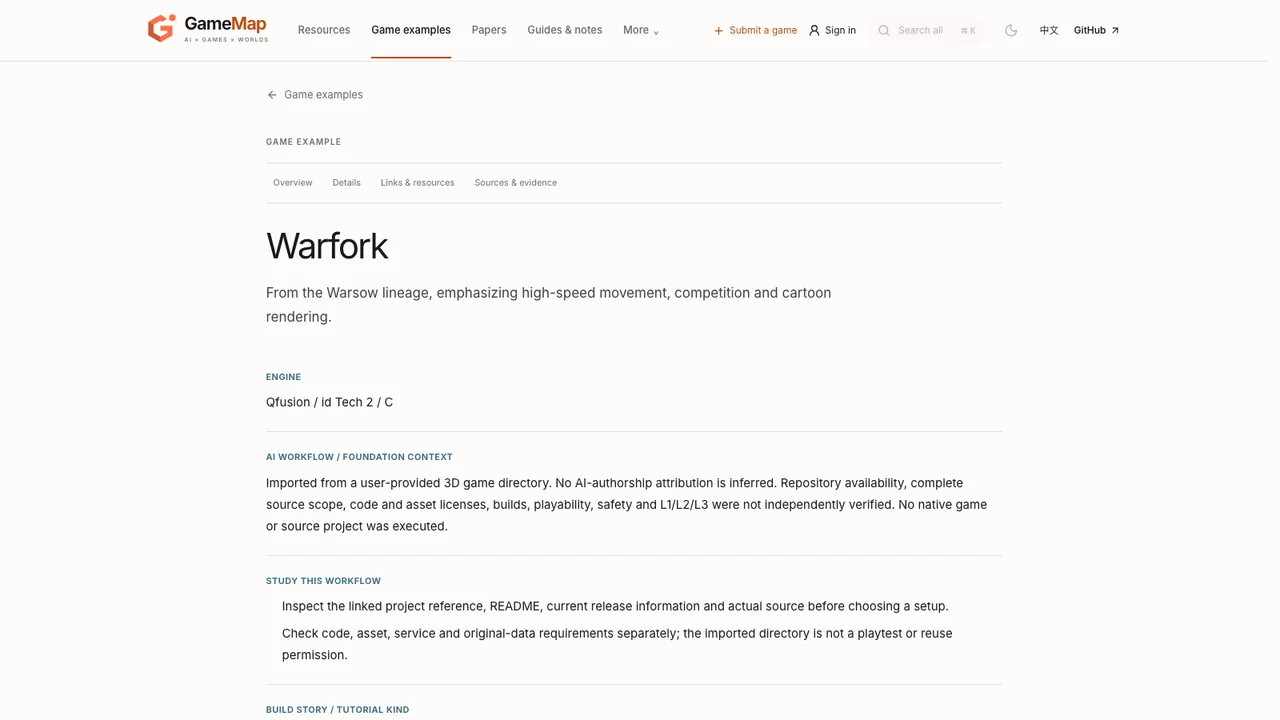 GameMap
AI × GAMES × WORLDS
Resources
Game examples
Papers
Guides & notes
More
Submit a game
Sign in
Search all
⌘ K
中文
GitHub ↗
← Game examples
GAME EXAMPLE
Overview
Details
Links & resources
Sources & evidence
Warfork
From the Warsow lineage, emphasizing high-speed movement, competition and cartoon
rendering.
ENGINE
Qfusion / id Tech 2 / C
AI WORKFLOW / FOUNDATION CONTEXT
Imported from a user-provided 3D game directory. No AI-authorship attribution is inferred. Repository availability, complete
source scope, code and asset licenses, builds, playability, safety and L1/L2/L3 were not independently verified. No native game
or source project was executed.
STUDY THIS WORKFLOW
Inspect the linked project reference, README, current release information and actual source before choosing a setup.
Check code, asset, service and original-data requirements separately; the imported directory is not a playtest or reuse
permission.
BUILD STORY / TUTORIAL KIND